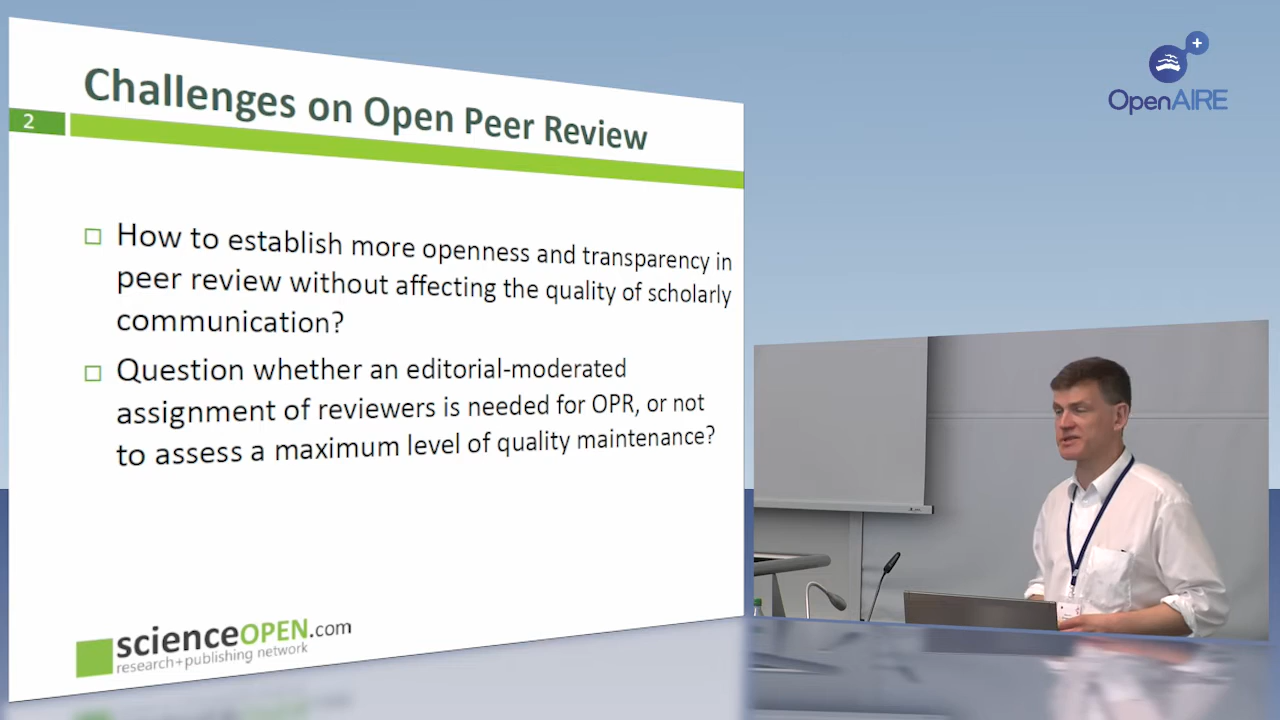 Challenges on Open Peer Review
2
How to establish more openness and transparency in
peer review without affecting the quality of scholarly
communication?
Question whether an editorial-moderated
assignment of reviewers is needed for OPR, or not
to assess a maximum level of quality maintenance?
scienceOPEN.com
research+publishing network
OpenAIRE